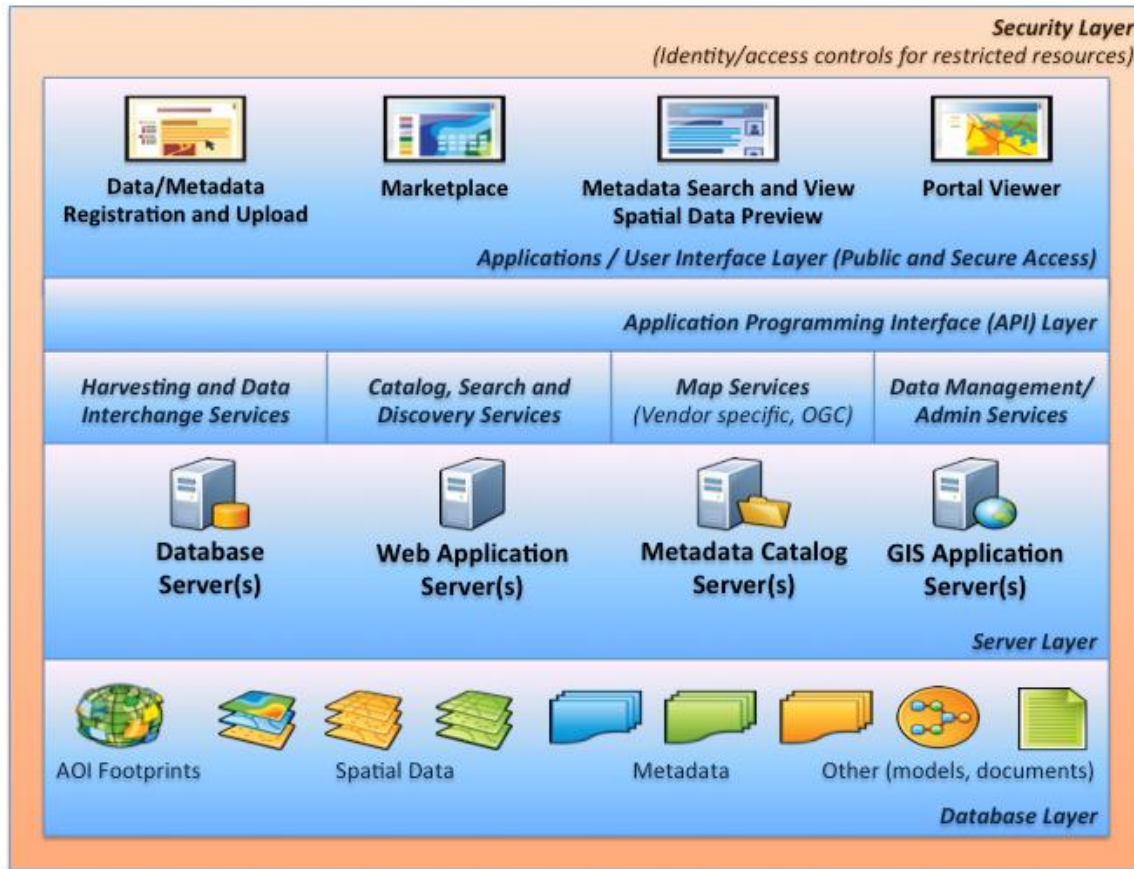 Security Layer
(Identity/access controls for restricted resources)
Data/Metadata
Registration and Upload
Marketplace
Metadata Search and View
Spatial Data Preview
Portal Viewer
Applications / User Interface Layer (Public and Secure Access)
Application Programming Interface (API) Layer
Harvesting and Data
Interchange Services
Catalog, Search and
Discovery Services
Map Services
(Vendor specific, OGC)
Data Management/
Admin Services
Database
Server(s)
Web Application
Server(s)
Metadata Catalog
Server(s)
GIS Application
Server(s)
Server Layer
AOI Footprints
Spatial Data
Metadata
Other (models, documents)
Database Layer